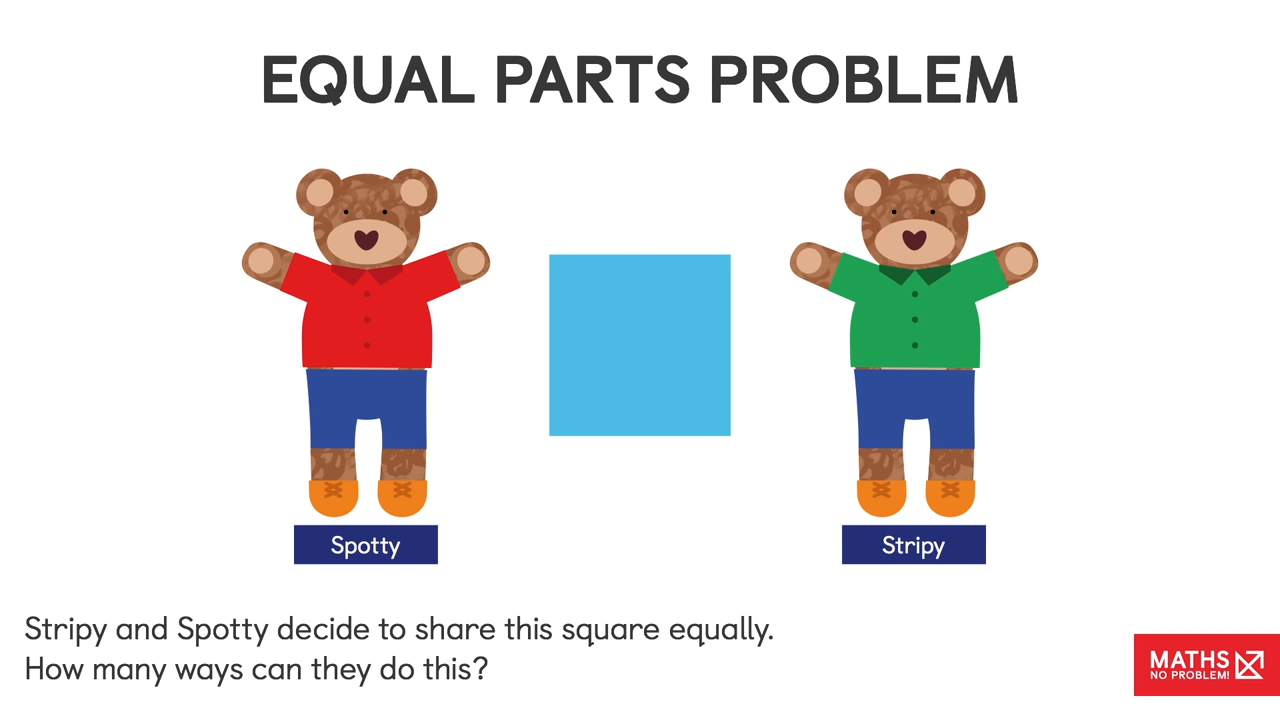 EQUAL PARTS PROBLEM
Spotty
Stripy
Stripy and Spotty decide to share this square equally.
How many ways can they do this?
MATHS
NO PROBLEM!